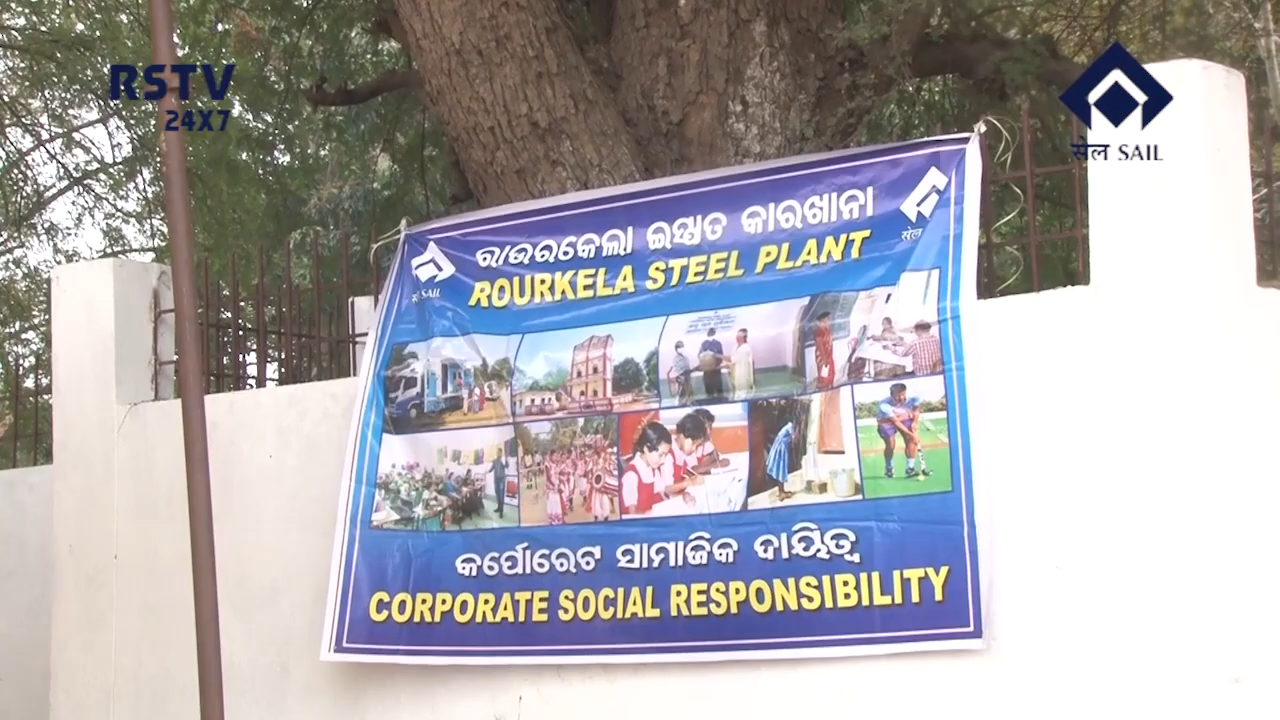 RSTV
24X7
सेल SAIL
ରାଉରକେଲା ଇସ୍ପାତ କାରଖାନା
ROURKELA STEEL PLANT
सेल SAIL
सेल
କର୍ପୋରେଟ ସାମାଜିକ ଦାୟିତ୍ୱ
CORPORATE SOCIAL RESPONSIBILITY